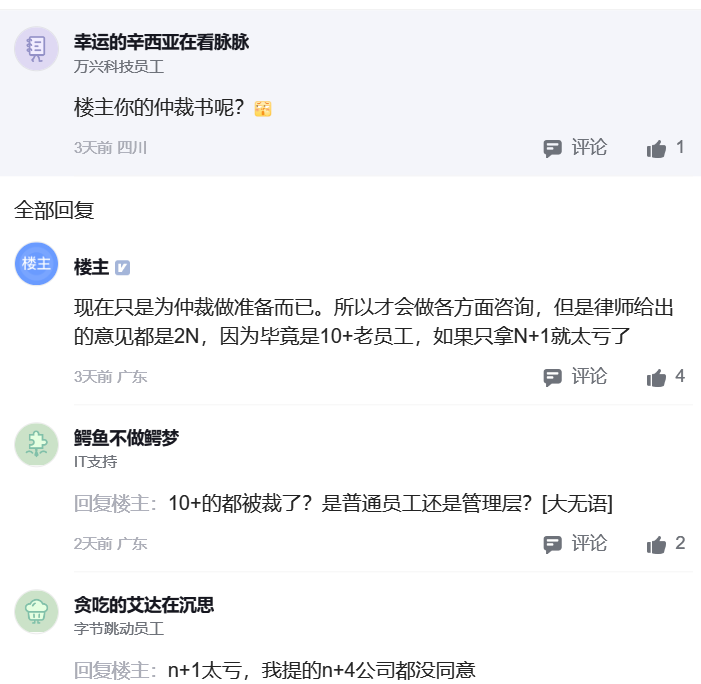 幸运的辛西亚在看脉脉
万兴科技员工
楼主你的仲裁书呢？
3天前 四川
评论
1
全部回复
楼主
楼主
现在只是为仲裁做准备而已。所以才会做各方面咨询，但是律师给出
的意见都是2N，因为毕竟是10+老员工，如果只拿N+1就太亏了
3天前 广东
评论
4
鳄鱼不做鳄梦
IT支持
回复楼主：10+的都被裁了？是普通员工还是管理层？[大无语]
2天前 广东
评论
2
贪吃的艾达在沉思
字节跳动员工
回复楼主：n+1太亏，我提的n+4公司都没同意